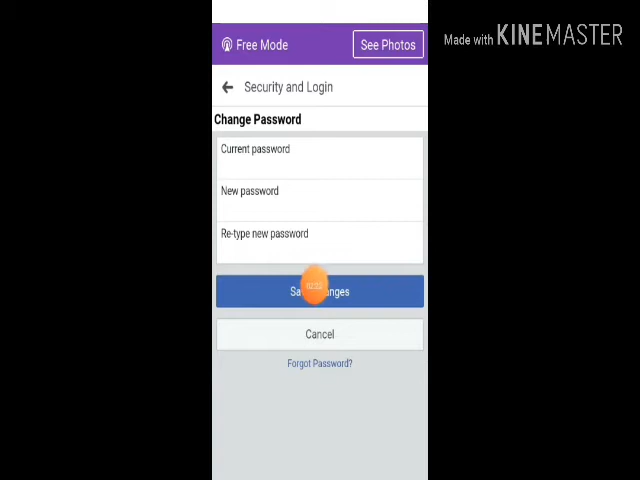 Free Mode
See Photos
Made with KINEMASTER
Security and Login
Change Password
Current password
New password
Re-type new password
Cancel
Forgot Password?